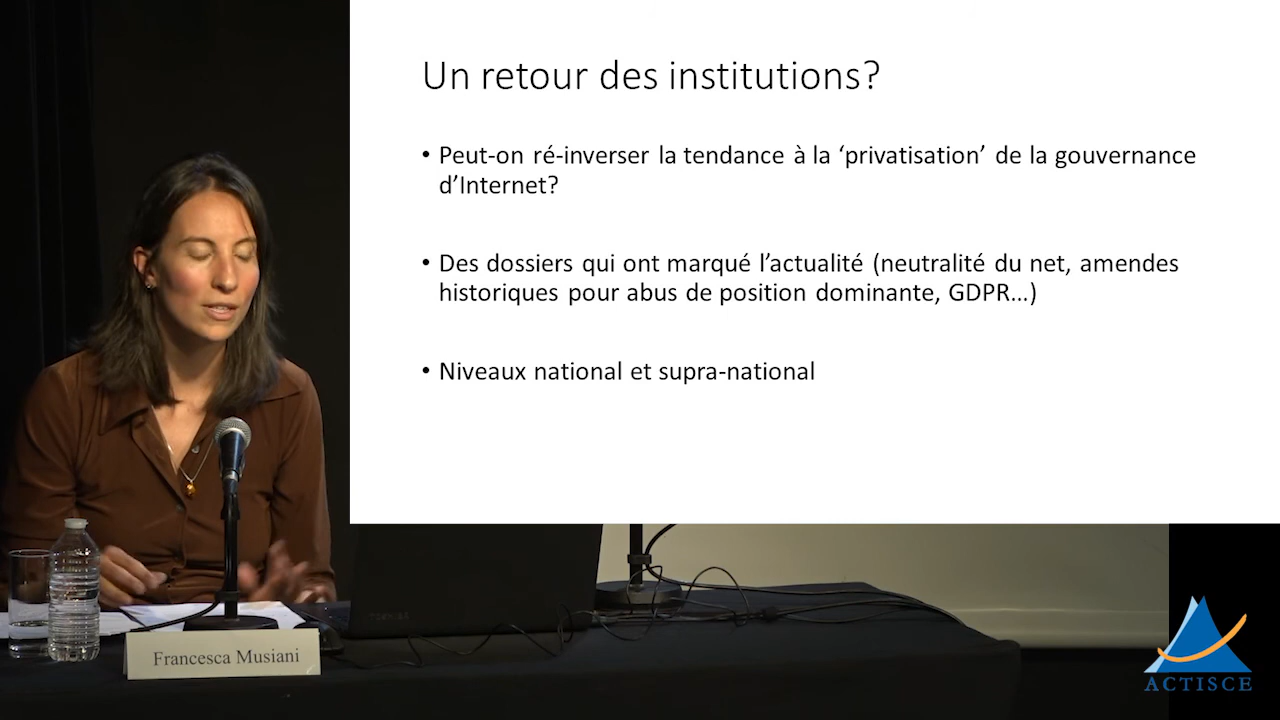 Un retour des institutions?
• Peut-on ré-inverser la tendance à la ‘privatisation’ de la gouvernance
d’Internet?
• Des dossiers qui ont marqué l’actualité (neutralité du net, amendes
historiques pour abus de position dominante, GDPR…)
• Niveaux national et supra-national
Francesca Musiani
ACTISCE